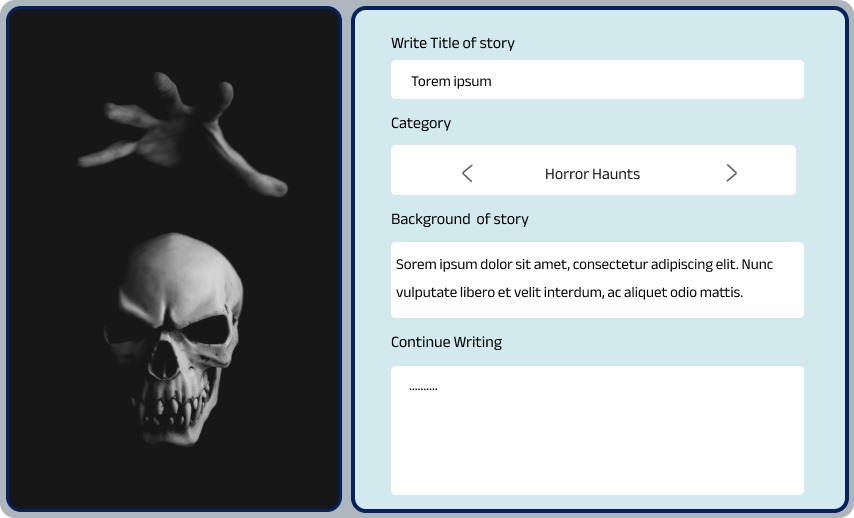 Write Title of story
Torem ipsum
Category
Horror Haunts
Background  of story
Sorem ipsum dolor sit amet, consectetur adipiscing elit. Nunc
vulputate libero et velit interdum, ac aliquet odio mattis.
Continue Writing
..........